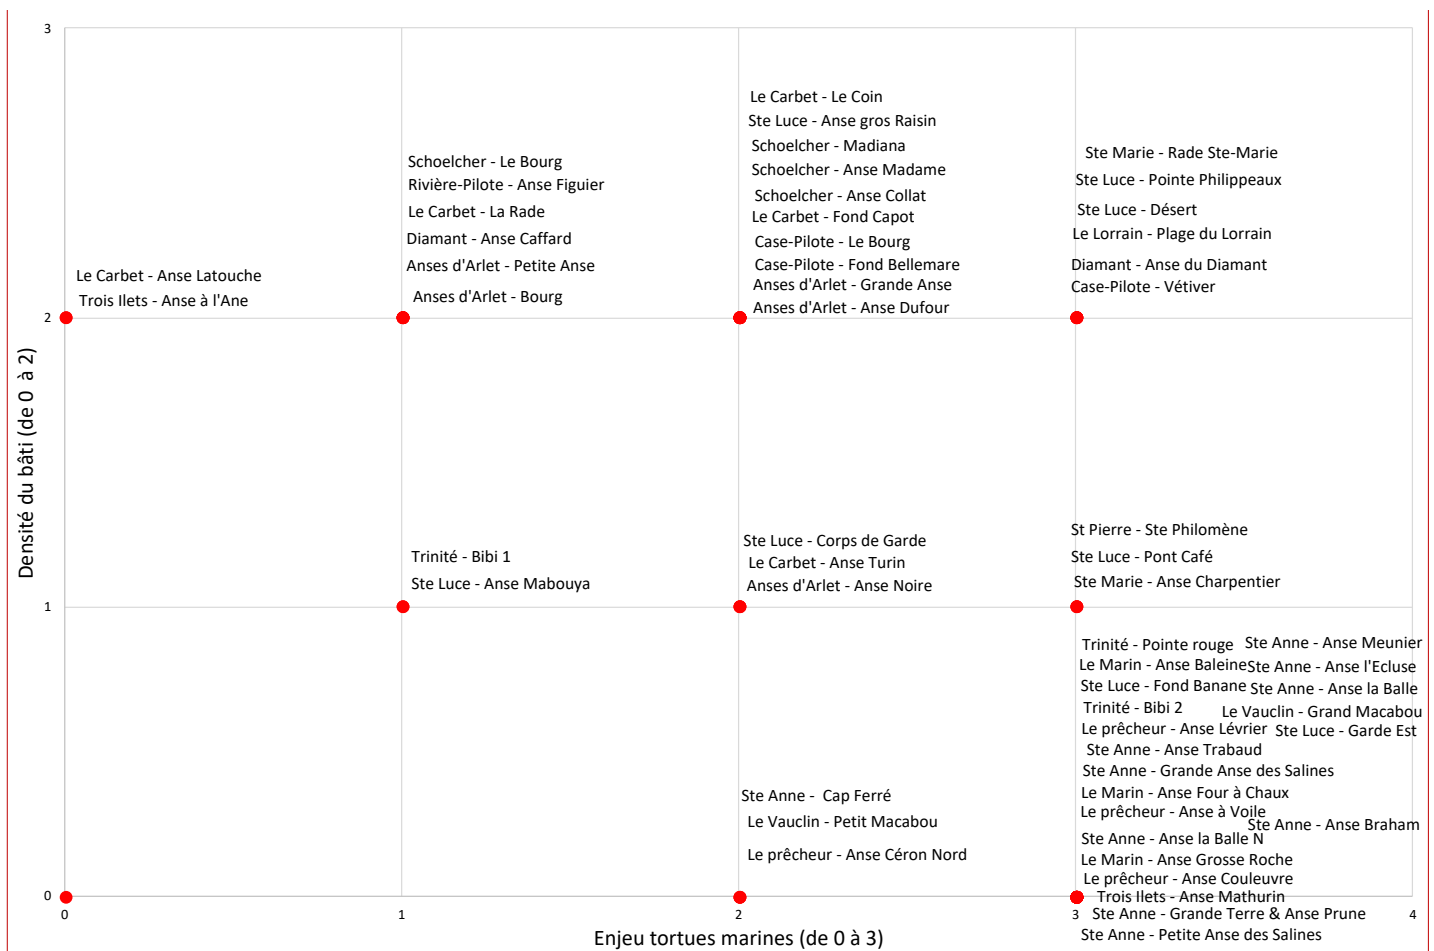 3
Le Carbet - Le Coin
Ste Luce - Anse gros Raisin
Schoelcher - Madiana
Schoelcher - Anse Madame
Schoelcher - Anse Collat
Le Carbet - Fond Capot
Case-Pilote - Le Bourg
Case-Pilote - Fond Bellemare
Anses d'Arlet - Grande Anse
Anses d'Arlet - Anse Dufour
Ste Marie - Rade Ste-Marie
Ste Luce - Pointe Philippeaux
Ste Luce - Désert
Le Lorrain - Plage du Lorrain
Diamant - Anse du Diamant
Case-Pilote - Vétiver
Schoelcher - Le Bourg
Rivière-Pilote - Anse Figuier
Le Carbet - La Rade
Diamant - Anse Caffard
Anses d'Arlet - Petite Anse
Anses d'Arlet - Bourg
Le Carbet - Anse Latouche
Trois Ilets - Anse à l'Ane
2
Densité du bâti (de 0 à 2)
Trinité - Bibi 1
Ste Luce - Anse Mabouya
Ste Luce - Corps de Garde
Le Carbet - Anse Turin
Anses d'Arlet - Anse Noire
St Pierre - Ste Philomène
Ste Luce - Pont Café
Ste Marie - Anse Charpentier
1
Trinité - Pointe rouge
Le Marin - Anse Baleine
Ste Luce - Fond Banane
Trinité - Bibi 2
Le prêcheur - Anse Lévrier
Ste Anne - Anse Trabaud
Ste Anne - Grande Anse des Salines
Le Marin - Anse Four à Chaux
Le prêcheur - Anse à Voile
Ste Anne - Anse la Balle N
Le Marin - Anse Grosse Roche
Le prêcheur - Anse Couleuvre
Trois Ilets - Anse Mathurin
Ste Anne - Grande Terre & Anse Prune
Ste Anne - Petite Anse des Salines
Ste Anne - Anse Meunier
Ste Anne - Anse l'Ecluse
Ste Anne - Anse la Balle
Le Vauclin - Grand Macabou
Ste Luce - Garde Est
Ste Anne - Anse Braham
Ste Anne - Cap Ferré
Le Vauclin - Petit Macabou
Le prêcheur - Anse Céron Nord
0
0 1 2 3 4
Enjeu tortues marines (de 0 à 3)